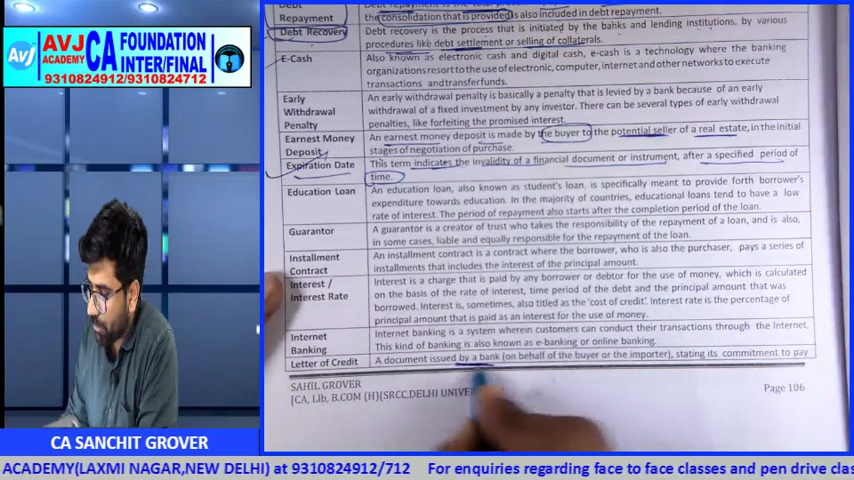 AVJ CA FOUNDATION
ACADEMY INTER/FINAL
9310824912/9310824712
AVJ
Debt
Repayment
the consolidation that is provided is also included in debt repayment.
Debt Recovery
Debt recovery is the process that is initiated by the bahks and lending institutions, by various
procedures like debt settlement or selling of collaterals.
E-Cash
Also known as electronic cash and digital cash, e-cash is a technology where the banking
organizations resort to the use of electronic, computer, internet and other networks to execute
transactions and transfer funds.
Early
Withdrawal
Penalty
An early withdrawal penalty is basically a penalty that is levied by a bank because of an early
withdrawal of a fixed investment by any investor. There can be several types of early withdrawal
penalties, like forfeiting the promised interest.
Earnest Money
Deposit
An earnest money deposit is made by the buyer to the potential seller of a real estate, in the initial
stages of negotiation of purchase.
Expiration Date
This term indicates the invalidity of a financial document or instrument, after a specified period of
time.
Education Loan
An education loan, also known as student's loan, is specifically meant to provide forth borrower's
expenditure towards education. In the majority of countries, educational loans tend to have a low
rate of interest. The period of repayment also starts after the completion period of the loan.
Guarantor
A guarantor is a creator of trust who takes the responsibility of the repayment of a loan, and is also,
in some cases, liable and equally responsible for the repayment of the loan.
Installment
Contract
An installment contract is a contract where the borrower, who is also the purchaser, pays a series of
installments that includes the interest of the principal amount.
Interest /
Interest Rate
Interest is a charge that is paid by any borrower or debtor for the use of money, which is calculated
on the basis of the rate of interest, time period of the debt and the principal amount that was
borrowed. Interest is, sometimes, also titled as the 'cost of credit'. Interest rate is the percentage of
principal amount that is paid as an interest for the use of money.
Internet
Banking
Internet banking is a system wherein customers can conduct their transactions through the Internet.
This kind of banking is also known as e-banking or online banking.
Letter of Credit
A document issued by a bank (on behalf of the buyer or the importer), stating its commitment to pay
SAHIL GROVER
[CA, Lib, B.COM (H)(SRCC,DELHI
Page 106
CA SANCHIT GROVER
ACADEMY(LAXMI NAGAR,NEW DELHI) at 9310824912/712 For enquiries regarding face to face classes and pen drive